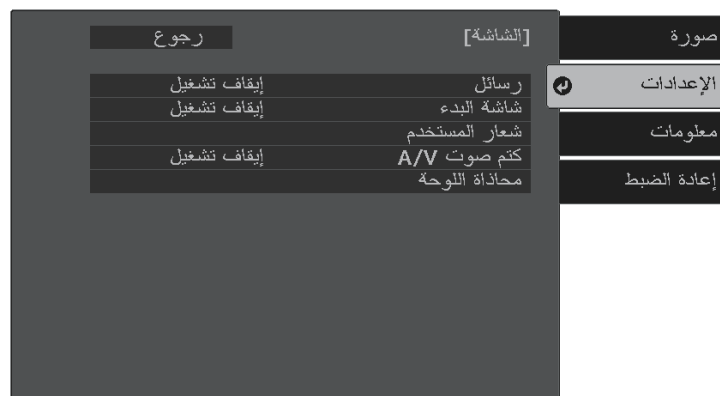 صورة
الإعدادات
معلومات
إعادة الضبط
[الشاشة] رجوع
رسائل إيقاف تشغيل
شاشة البدء إيقاف تشغيل
شعار المستخدم
كتم صوت A/V إيقاف تشغيل
محاذاة اللوحة